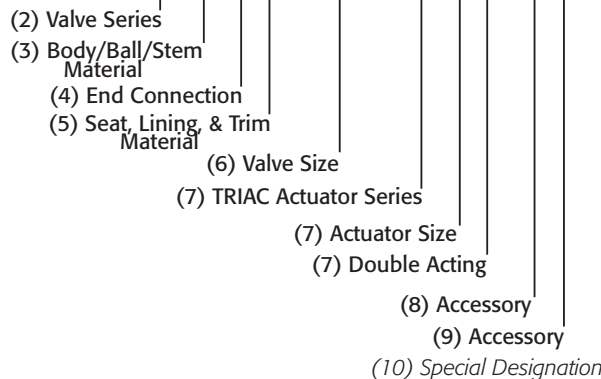 (2) Valve Series
(3) Body/Ball/Stem
Material
(4) End Connection
(5) Seat, Lining, & Trim
Material
(6) Valve Size
(7) TRIAC Actuator Series
(7) Actuator Size
(7) Double Acting
(8) Accessory
(9) Accessory
(10) Special Designation